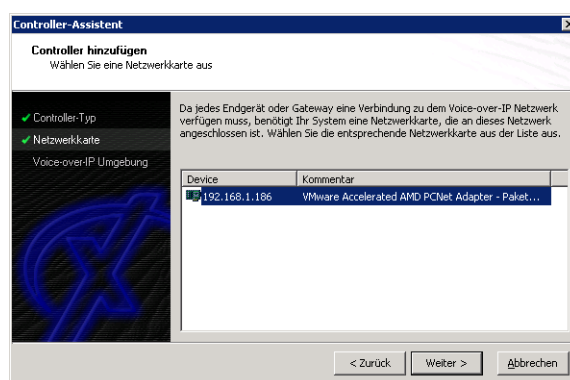 Controller-Assistent
Controller hinzufügen
Wählen Sie eine Netzwerkkarte aus
Controller-Typ
Netzwerkkarte
Voice-over-IP Umgebung
Da jedes Endgerät oder Gateway eine Verbindung zu dem Voice-over-IP Netzwerk
verfügen muss, benötigt Ihr System eine Netzwerkkarte, die an dieses Netzwerk
angeschlossen ist. Wählen Sie die entsprechende Netzwerkkarte aus der Liste aus.
Device Kommentar
192.168.1.186 VMware Accelerated AMD PCNet Adapter - Paket...
< Zurück Weiter > Abbrechen